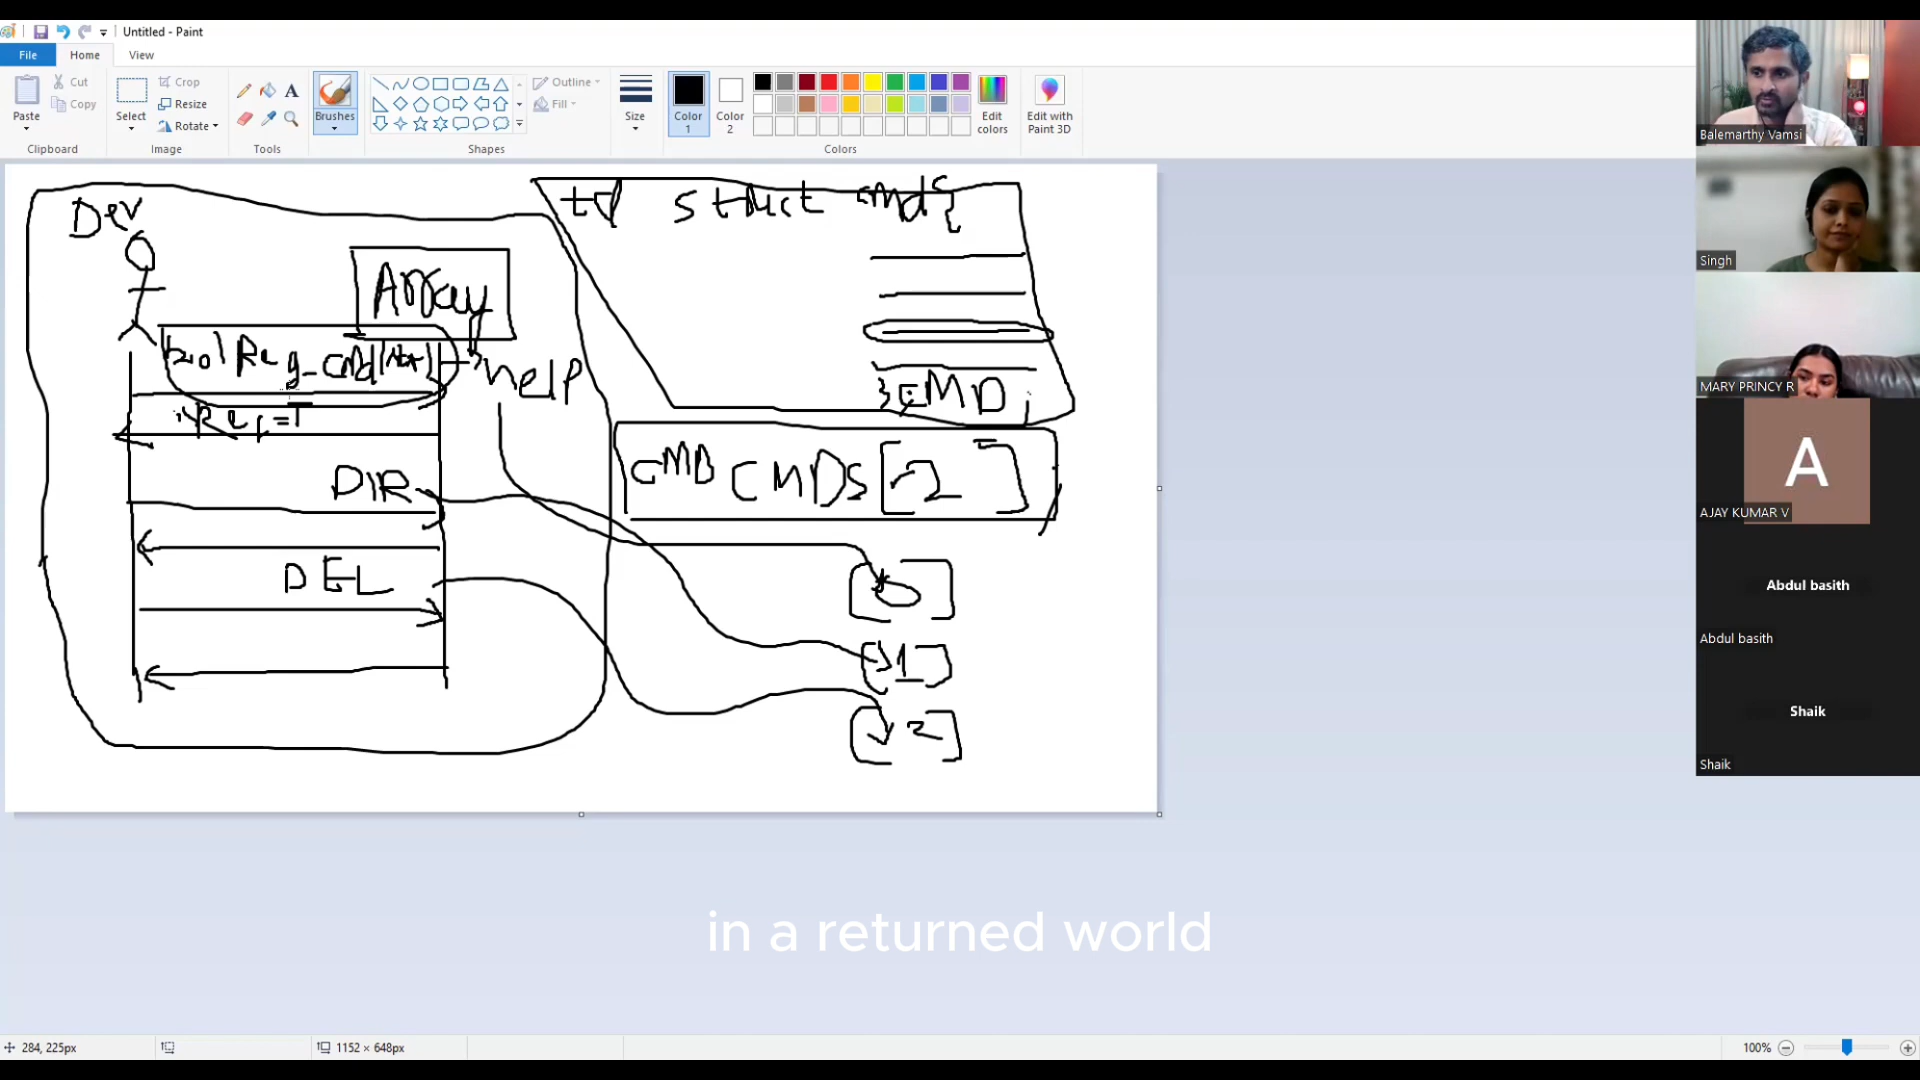 Untitled - Paint
File
Home
View
Paste
Cut
Copy
Clipboard
Select
Crop
Resize
Rotate
Image
Tools
Brushes
Shapes
Outline
Fill
Size
Color
1
Color
2
Edit
colors
Edit with
Paint 3D
Colors
Dev
Array
help
DIR
DEL
td struct cmd{
}CMD;
CMD CMDS[2];
[0]
[1]
[2]
Balemarthy Vamsi
Singh
MARY PRINCY R
A
AJAY KUMAR V
Abdul basith
Abdul basith
Shaik
Shaik
in a returned world
284, 225px
1152 × 648px
100%